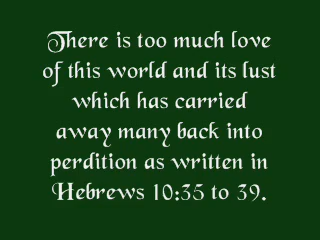 There is too much love
of this world and its lust
which has carried
away many back into
perdition as written in
Hebrews 10:35 to 39.